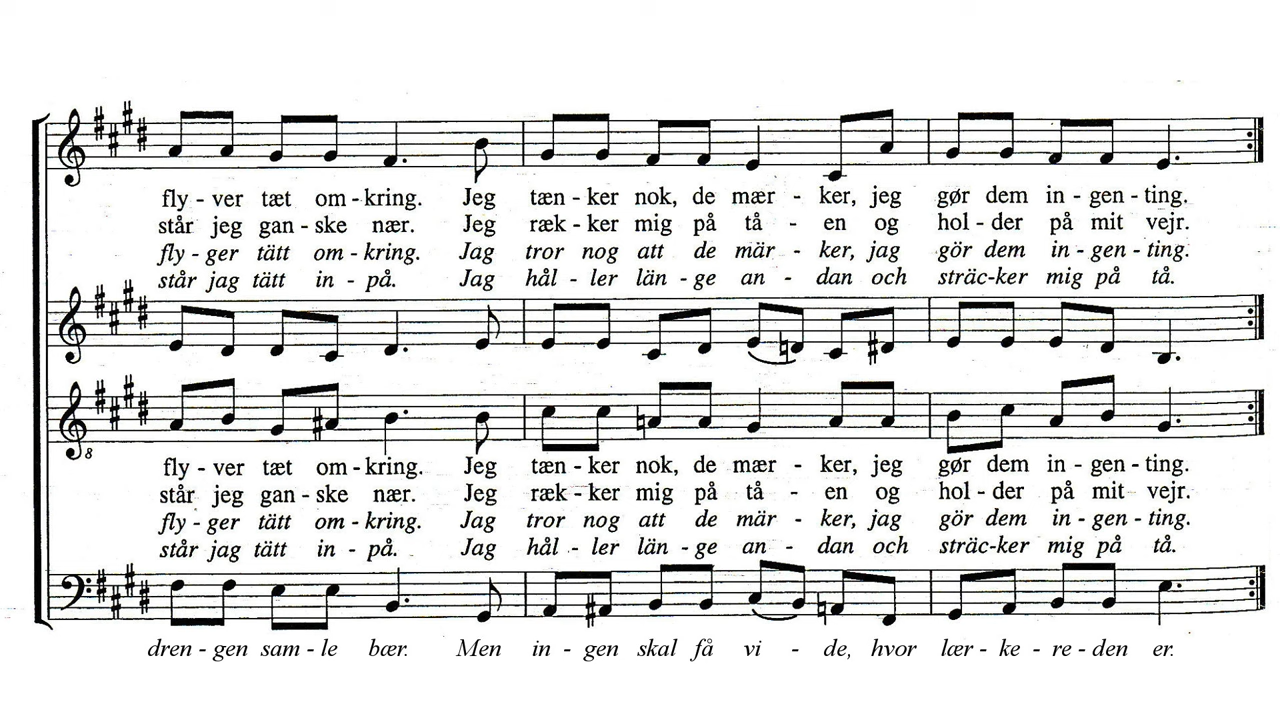 fly - ver tæt om - kring. Jeg tæn - ker nok, de mær - ker, jeg gør dem in - gen - ting.
står jeg gan - ske nær. Jeg ræk - ker mig på tå - en og hol - der på mit vejr.
fly - ger tätt om - kring. Jag tror nog att de mär - ker, jag gör dem in - gen - ting.
står jag tätt in - på. Jag hål - ler län - ge an - dan och sträc-ker mig på tå.
8
fly - ver tæt om - kring. Jeg tæn - ker nok, de mær - ker, jeg gør dem in - gen - ting.
står jeg gan - ske nær. Jeg ræk - ker mig på tå - en og hol - der på mit vejr.
fly - ger tätt om - kring. Jag tror nog att de mär - ker, jag gör dem in - gen - ting.
står jag tätt in - på. Jag hål - ler län - ge an - dan och sträc-ker mig på tå.
dren - gen sam - le bær. Men in - gen skal få vi - de, hvor lær - ke - re - den er.